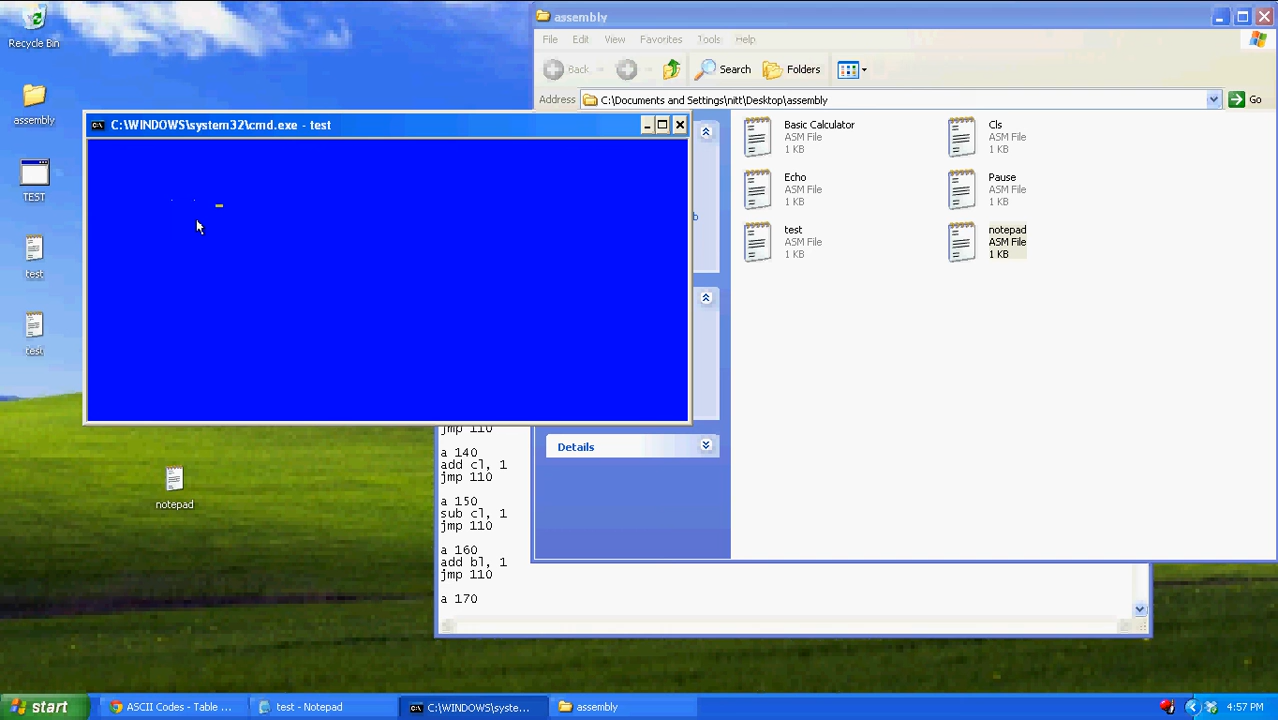 Recycle Bin
assembly
TEST
test
test
notepad
assembly
File Edit View Favorites Tools Help
Back Search Folders
Address C:\Documents and Settings\nitt\Desktop\assembly Go
Basic Calculator
ASM File
1 KB
Cls
ASM File
1 KB
Echo
ASM File
1 KB
Pause
ASM File
1 KB
test
ASM File
1 KB
notepad
ASM File
1 KB
Details
C:\WINDOWS\system32\cmd.exe - test
jmp 110
a 140
add cl, 1
jmp 110
a 150
sub cl, 1
jmp 110
a 160
add bl, 1
jmp 110
a 170
start ASCII Codes - Table ... test - Notepad C:\WINDOWS\syste... assembly 4:57 PM